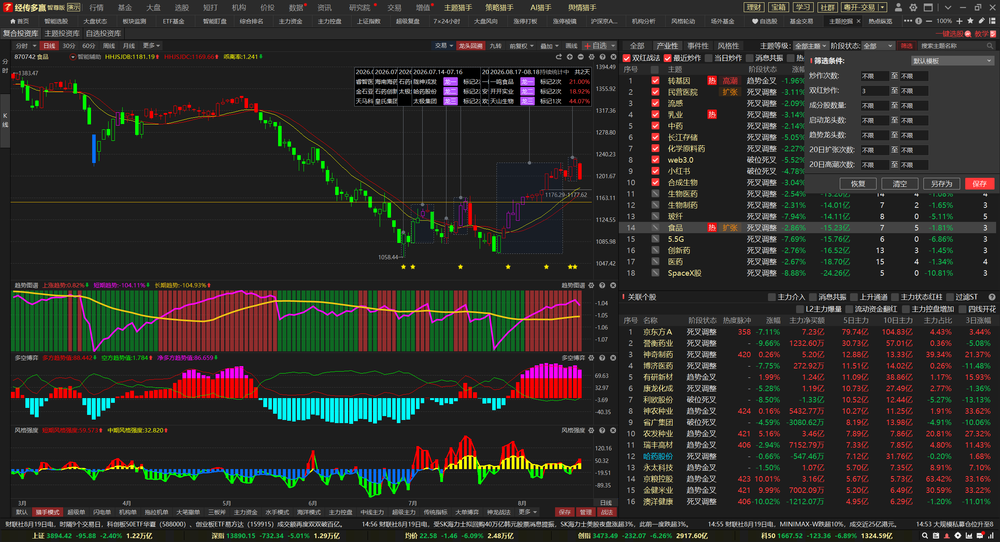 经传多赢 智尊版 演示 行情 基金 大盘 选股 短打 机构 价投 数据 资讯 研究院 交易 增值 主题猎手 策略猎手 AI猎手 舆情猎手 理财 宝箱 学习 社群 粤开-交易
首页 智能选股 大盘状态 板块监测 ETF基金 智能盯盘 综合排名 主力资金 主力控盘 上证指数 超级复盘 7×24小时 大盘风向 涨停打板 涨停棱镜 沪深京A... 机构分析 风格轮动 场外基金 自选股 基金交易 主题挖掘 热点纵览 100%
复合投资库 主题投资库 自选投资库 一键选股 教学
分时 日线 30分 60分 周线 月线 更多 交易 龙头回溯 九转 前复权 叠加 画线 自选
870742 食品 智能辅助 HHJSJDB:1181.19 HHJSJDC:1169.66 乖离率:1.241
分时
K线
1383.47
2026.0 2026.07 2026 2026.07.14-07.16 20 2026.08.17-08.18持续统计中 共2天
睿智医 海南海药 石药 陇神戎发 龙一 标记2次 一 一鸣食品 龙一 标记2次 21.00%
金石亚 石药创新 太极 哈药股份 龙二 标记2次 安 开开实业 龙二 标记2次 18.92%
天马科 皇氏集团 太极集团 龙三 标记2次 欢 天山生物 龙三 标记1次 44.07%
1394.49
1355.92
1317.36
1278.80
1240.23
1201.67
1163.11
1124.55
1085.98
1047.42
1176.29-1177.62
1058.44
趋势图谱 上涨趋势:0.82% 短期趋势:-104.11% 长期趋势:-104.93% 趋势图谱
-1.04
-1.05
-1.06
-1.07
多空博弈 多方趋势值:88.442 空方趋势值:1.784 净多方趋势值:86.659 多空博弈
69.63
32.97
-3.69
-40.35
风格强度 短期风格强度:59.573 中期风格强度:32.820 风格强度
120.16
50.32
-19.51
-89.35
3月 4月 5月 6月 7月 8月 日线
默认 猎手模式 超级单 闪电单 机构单 拖拉机单 大笔撤单 三板斧 主力资金 水手模式 海洋模式 主力控盘 中线主力 超级主力 传统指标 大单博弈 神龙战法 更多 保存 管理 战法
全部 产业性 事件性 风格性 主题等级: 全部主题 阶段状态: 全部 筛选 搜索主题名称
双红战法 最近炒作 当日炒作 消息共振 热
序号 主题 阶段状态 涨幅
1 转基因 热 高潮 趋势金叉 -1.96%
2 民营医院 扩张 死叉调整 -3.11%
3 流感 死叉调整 -2.09%
4 乳业 热 死叉调整 -3.14%
5 中药 死叉调整 -2.14%
6 长江存储 死叉调整 -5.05%
7 化学原料药 死叉调整 -2.27%
8 web3.0 破位死叉 -5.52%
9 小红书 破位死叉 -4.78%
10 合成生物 死叉调整 -3.04%
11 生物医药 死叉调整 -2.54% -13.20亿 14 4 -1.08% 4
12 生物制药 死叉调整 -2.31% -14.01亿 7 2 -1.65% 3
13 玻纤 死叉调整 -7.94% -14.11亿 8 0 -5.11% 5
14 食品 热 扩张 死叉调整 -2.86% -15.23亿 7 5 -1.81% 3
15 5.5G 死叉调整 -7.69% -15.76亿 6 0 -6.86% 3
16 创新药 死叉调整 -2.76% -16.52亿 13 3 -1.45% 3
17 医药 死叉调整 -2.67% -18.70亿 15 4 -1.34% 4
18 SpaceX股 死叉调整 -8.88% -24.26亿 5 0 -10.81% 3
筛选条件: 默认模板
炒作次数: 不限 至 不限
双红炒作: 3 至 不限
成分股数量: 不限 至 不限
启动龙头数: 不限 至 不限
趋势龙头数: 不限 至 不限
20日扩张次数: 不限 至 不限
20日高潮次数: 不限 至 不限
恢复 清空 另存为 保存
关联个股 主力介入 消息共振 上升通道 主力状态红柱 过滤ST
L2主力爆量 流动资金翻红 主力控盘增加 四线开花
序号 名称 阶段状态 热度脉冲 涨幅 主力净买额 5日主力 10日主力 主力占比 3日涨幅
1 京东方Ａ 死叉调整 358 -7.11% 7.23亿 79.74亿 104.83亿 4.43% 3.44%
2 誉衡药业 死叉调整 - -9.66% 1232.60万 30.73亿 57.01亿 0.36% -5.08%
3 神奇制药 死叉调整 420 0.26% 5.20亿 12.88亿 13.33亿 39.34% 21.37%
4 博济医药 死叉调整 - -7.75% 272.92万 11.51亿 14.02亿 0.26% -11.48%
5 有研新材 趋势金叉 - 1.99% 1.24亿 11.09亿 38.86亿 1.17% 15.93%
6 康龙化成 死叉调整 - -5.28% 1.19亿 10.73亿 27.49亿 2.77% -1.36%
7 利欧股份 破位死叉 - -8.50% -1.33亿 10.52亿 12.44亿 -5.27% -13.13%
8 神农种业 趋势金叉 424 0.16% 5432.77万 10.27亿 11.25亿 1.91% 33.62%
9 省广集团 破位死叉 - -4.59% -3080.62万 8.19亿 13.98亿 -4.91% -10.06%
10 农发种业 趋势金叉 421 5.16% 3.46亿 7.89亿 7.86亿 20.81% 27.32%
11 瑞丰高材 趋势金叉 406 -2.94% 7152.79万 7.33亿 7.85亿 4.80% 11.43%
12 哈药股份 死叉调整 - -0.66% -547.46万 7.12亿 31.76亿 -0.20% 1.68%
13 永太科技 趋势金叉 - -1.50% 1.07亿 5.70亿 7.35亿 8.91% 7.10%
14 京粮控股 趋势金叉 423 10.01% 3.16亿 5.67亿 5.73亿 63.42% 33.16%
15 金健米业 趋势金叉 421 9.99% 7002.09万 5.20亿 6.49亿 30.59% 33.22%
16 澳洋健康 死叉调整 406 -10.02% -1212.07万 4.95亿 6.29亿 -1.20% -11.01%
财联社8月19日电，时隔9个交易日，科创板50ETF华夏（588000）、创业板ETF易方达（159915）成交额再度双双破百亿。 14:56 财联社8月19日电，受SK海力士拟回购40万亿韩元股票消息提振，SK海力士美股夜盘涨超3%，此前一度跌超3%。 14:55 财联社8月19日电，MINIMAX-W跌超10%，成交近25亿港元。 14:53 大规模私募仓位升至8
上证 3894.42 -95.88 -2.40% 1.22万亿 深指 13890.15 -732.34 -5.01% 1.29万亿 均价 22.58 -1.46 -6.09% 2.48万亿 创指 3473.49 -232.07 -6.26% 2917.60亿 科50 1667.52 -123.36 -6.89% 1324.59亿